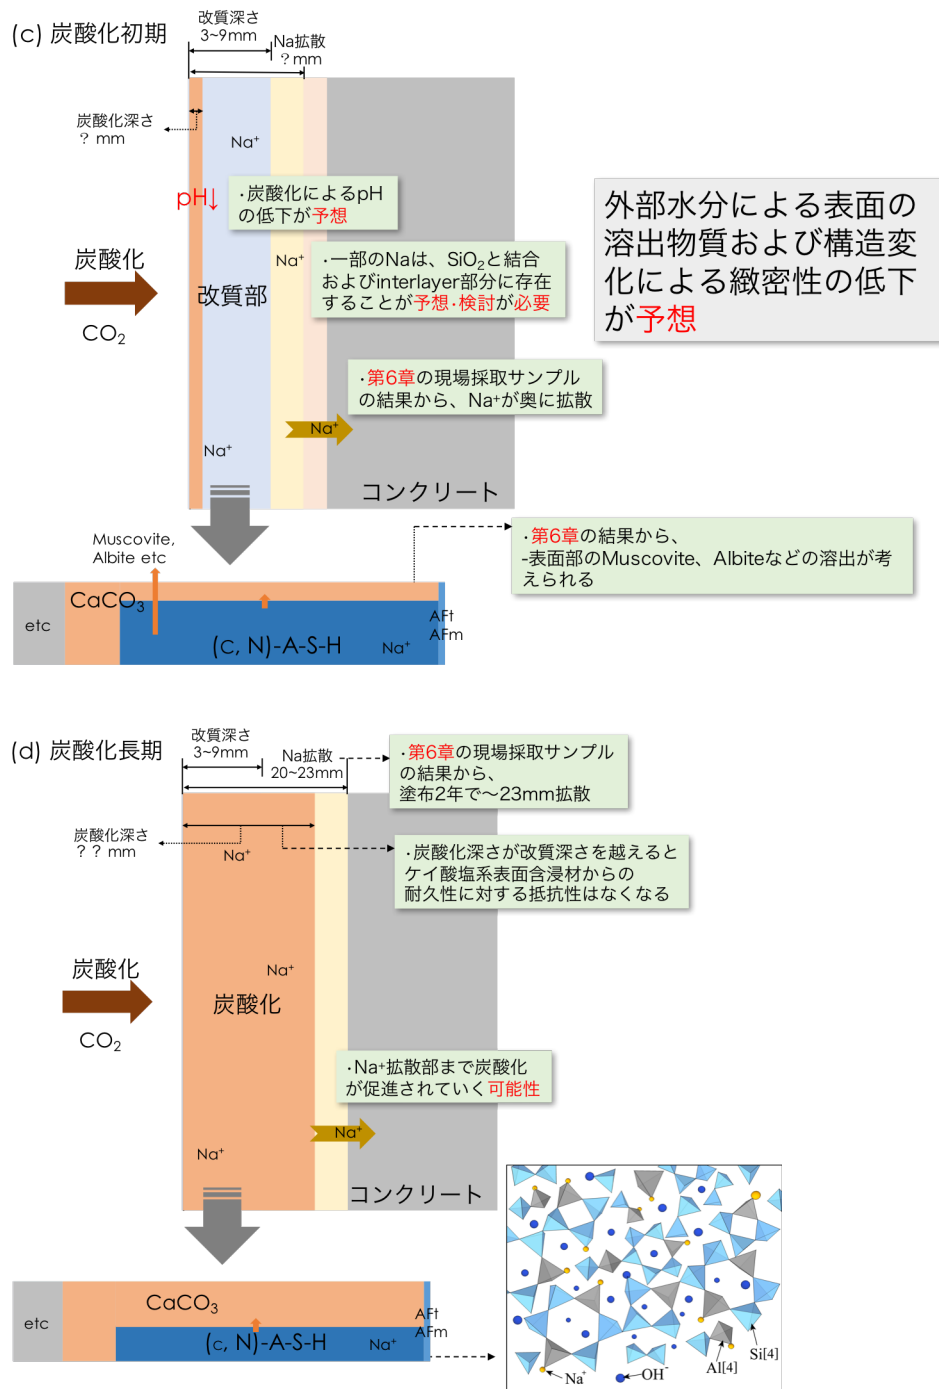 (c) 炭酸化初期
改質深さ
3~9mm
Na拡散
？mm
炭酸化深さ
？mm
Na⁺
pH↓
・炭酸化によるpH
の低下が予想
Na⁺
・一部のNaは、SiO₂と結合
およびinterlayer部分に存在
することが予想・検討が必要
炭酸化
CO₂
改質部
外部水分による表面の
溶出物質および構造変
化による緻密性の低下
が予想
・第6章の現場採取サンプル
の結果から、Na⁺が奥に拡散
Na⁺
Na⁺
コンクリート
Muscovite,
Albite etc
・第6章の結果から、
-表面部のMuscovite、Albiteなどの溶出が考
えられる
etc
CaCO₃
(C, N)-A-S-H
Na⁺
AFt
AFm
(d) 炭酸化長期
改質深さ
3~9mm
Na拡散
20~23mm
・第6章の現場採取サンプル
の結果から、
塗布2年で～23mm拡散
炭酸化深さ
？？mm
Na⁺
・炭酸化深さが改質深さを越えると
ケイ酸塩系表面含浸材からの
耐久性に対する抵抗性はなくなる
炭酸化
CO₂
Na⁺
炭酸化
・Na⁺拡散部まで炭酸化
が促進されていく可能性
Na⁺
Na⁺
コンクリート
etc
CaCO₃
(C, N)-A-S-H
Na⁺
AFt
AFm
Na⁺
OH⁻
Al[4]
Si[4]